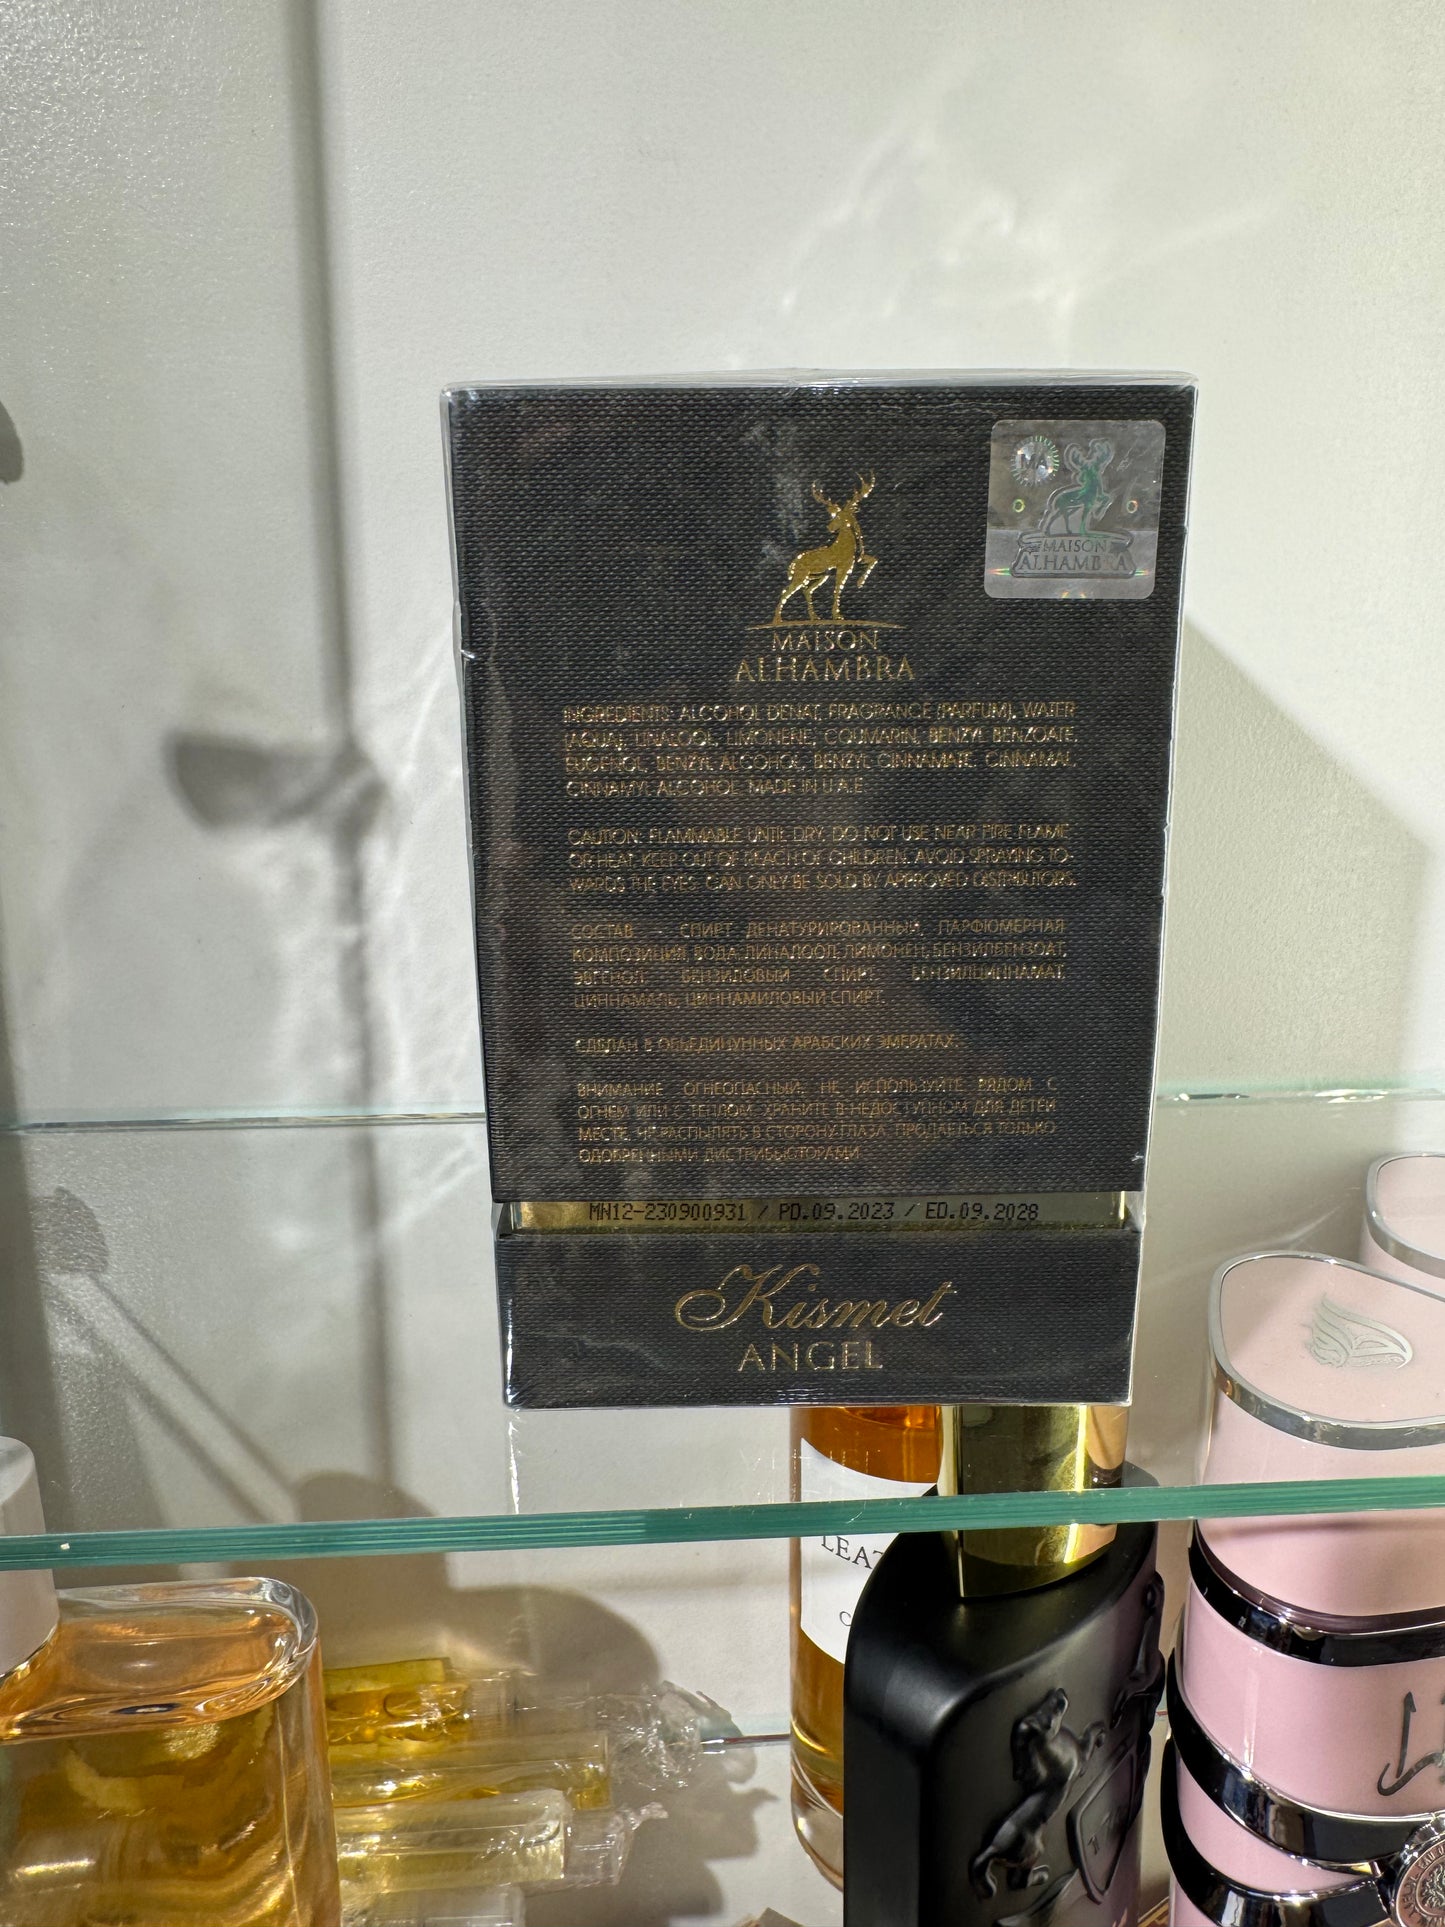 MAISON
ALHAMBRA
MAISON
ALHAMBRA
INGREDIENTS: ALCOHOL DENAT, FRAGRANCE (PARFUM), WATER
(AQUA), LINALOOL, LIMONENE, COUMARIN, BENZYL BENZOATE,
EUGENOL, BENZYL ALCOHOL, BENZYL CINNAMATE, CINNAMAL,
CINNAMYL ALCOHOL. MADE IN U.A.E
CAUTION: FLAMMABLE UNTIL DRY. DO NOT USE NEAR FIRE FLAME
OR HEAT. KEEP OUT OF REACH OF CHILDREN. AVOID SPRAYING TO-
WARDS THE EYES. CAN ONLY BE SOLD BY APPROVED DISTRIBUTORS.
СОСТАВ - СПИРТ ДЕНАТУРИРОВАННЫЙ, ПАРФЮМЕРНАЯ
КОМПОЗИЦИЯ, ВОДА, ЛИНАЛООЛ, ЛИМОНЕН, БЕНЗИЛБЕНЗОАТ,
ЭВГЕНОЛ, БЕНЗИЛОВЫЙ СПИРТ, БЕНЗИЛЦИННАМАТ,
ЦИННАМАЛЬ, ЦИННАМИЛОВЫЙ СПИРТ.
СДЕЛАН В ОБЪЕДИНУННЫХ АРАБСКИХ ЭМЕРАТАХ.
ВНИМАНИЕ ОГНЕОПАСНЫЙ, НЕ ИСПОЛЬЗУЙТЕ РЯДОМ С
ОГНЕМ ИЛИ С ТЕПЛОМ. ХРАНИТЕ В НЕДОСТУПНОМ ДЛЯ ДЕТЕЙ
МЕСТЕ, НЕ РАСПЫЛЯТЬ В СТОРОНУ ГЛАЗА. ПРОДАЕТЬСЯ ТОЛЬКО
ОДОБРЕННЫМИ ДИСТРИБЬЮТОРАМИ
MN12-230900931 / PD.09.2023 / ED.09.2028
Kismet
ANGEL
LEAT